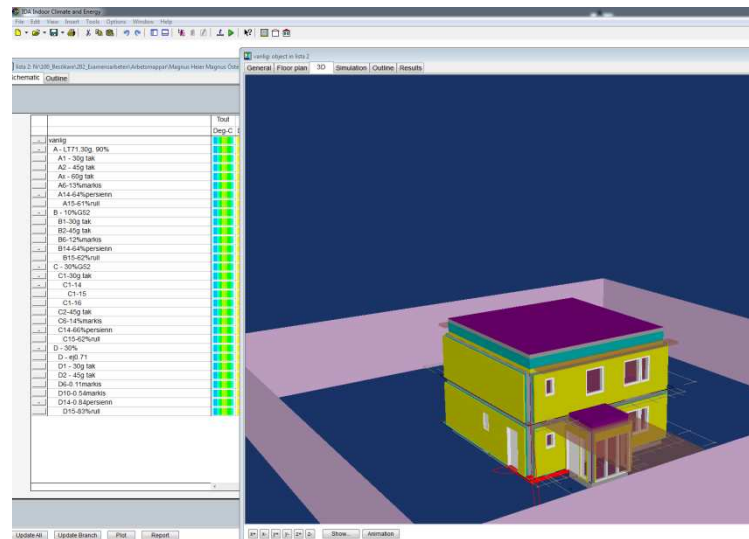 IDA Indoor Climate and Energy
File Edit View Insert Tools Options Window Help
vanlig: object in lista 2
General Floor plan 3D Simulation Outline Results
Schematic Outline
Tout
Deg-C
vanlig
A - LT71.30g, 90%
A1 - 30g tak
A2 - 45g tak
Ax - 60g tak
A6-13%markis
A14-64%persienn
A15-61%rull
B - 10%G52
B1-30g tak
B2-45g tak
B6-12%markis
B14-64%persienn
B15-62%rull
C - 30%G52
C1-30g tak
C1-14
C1-15
C1-16
C2-45g tak
C6-14%markis
C14-66%persienn
C15-62%rull
D - 30%
D - ej0.71
D1 - 30g tak
D2 - 45g tak
D6-0.11markis
D10-0.54markis
D14-0.84persienn
D15-83%rull
Update All Update Branch Plot Report
X+ X- Y+ Y- Z+ Z- Show... Animation